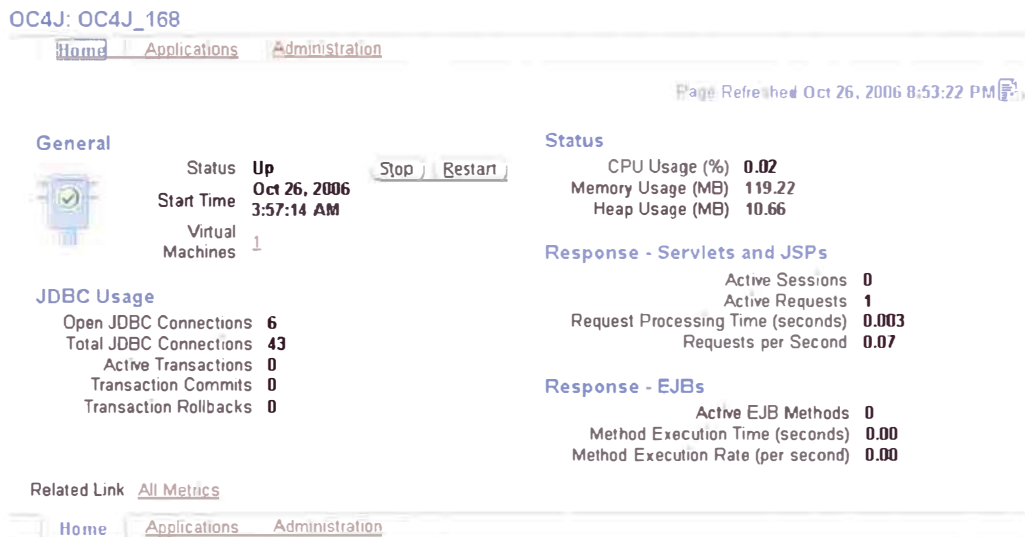 OC4J: OC4J_168
Home Applications Administration
Page Refreshed Oct 26, 2006 8:53:22 PM
General
Status Up Stop Restart
Start Time Oct 26, 2006
3:57:14 AM
Virtual
Machines 1
JDBC Usage
Open JDBC Connections 6
Total JDBC Connections 43
Active Transactions 0
Transaction Commits 0
Transaction Rollbacks 0
Status
CPU Usage (%) 0.02
Memory Usage (MB) 119.22
Heap Usage (MB) 10.66
Response - Servlets and JSPs
Active Sessions 0
Active Requests 1
Request Processing Time (seconds) 0.003
Requests per Second 0.07
Response - EJBs
Active EJB Methods 0
Method Execution Time (seconds) 0.00
Method Execution Rate (per second) 0.00
Related Link All Metrics
Home Applications Administration